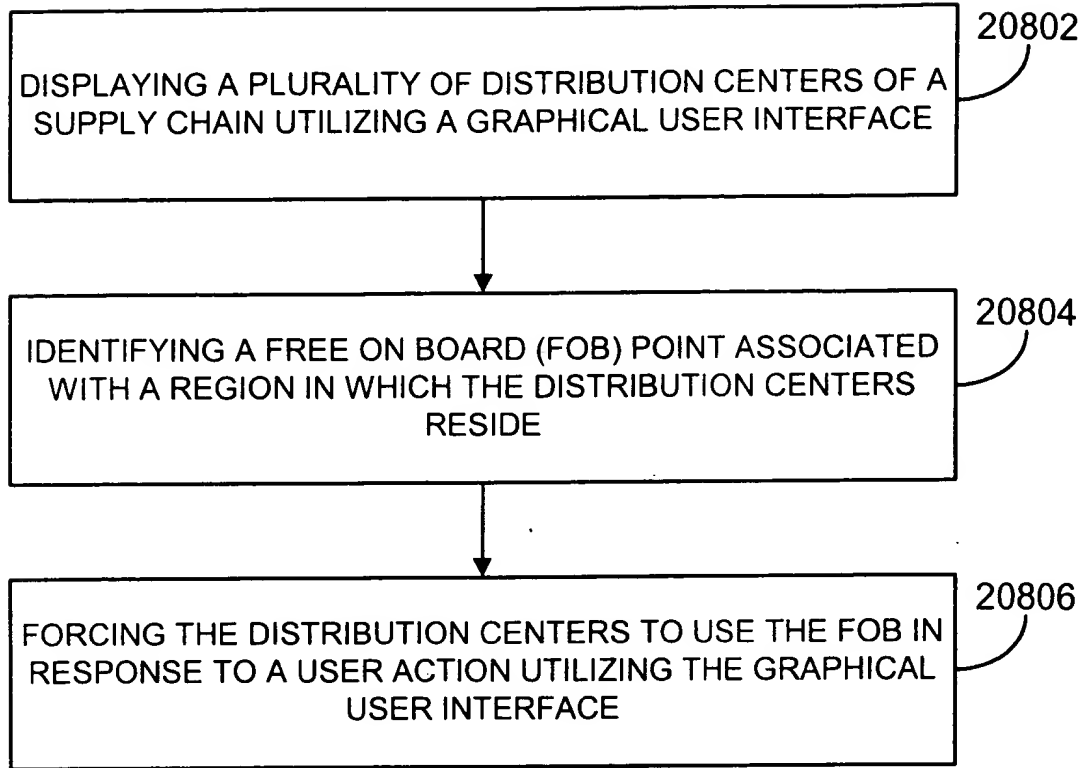 20802
DISPLAYING A PLURALITY OF DISTRIBUTION CENTERS OF A
SUPPLY CHAIN UTILIZING A GRAPHICAL USER INTERFACE
20804
IDENTIFYING A FREE ON BOARD (FOB) POINT ASSOCIATED
WITH A REGION IN WHICH THE DISTRIBUTION CENTERS
RESIDE
20806
FORCING THE DISTRIBUTION CENTERS TO USE THE FOB IN
RESPONSE TO A USER ACTION UTILIZING THE GRAPHICAL
USER INTERFACE